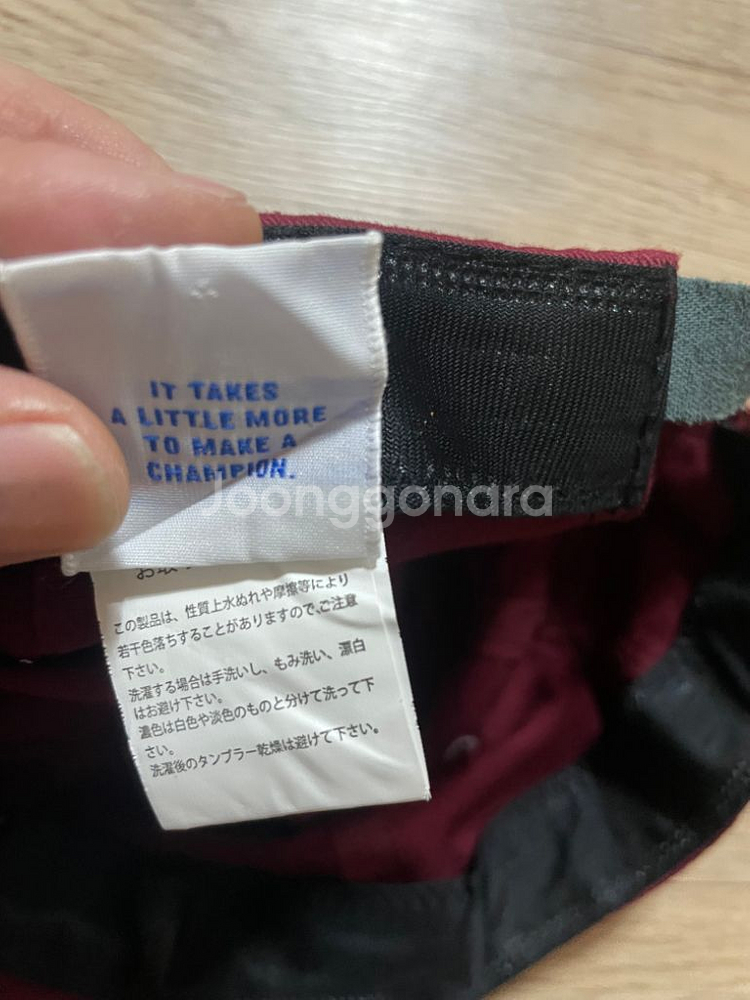 IT TAKES
A LITTLE MORE
TO MAKE A
CHAMPION.
Joonggonara
この製品は、性質上水ぬれや摩擦等により
若干色落ちすることがありますので、ご注意
下さい。
洗濯する場合は手洗いし、もみ洗い、漂白
はお避け下さい。
濃色は白色や淡色のものと分けて洗って下
さい。
洗濯後のタンブラー乾燥は避けて下さい。